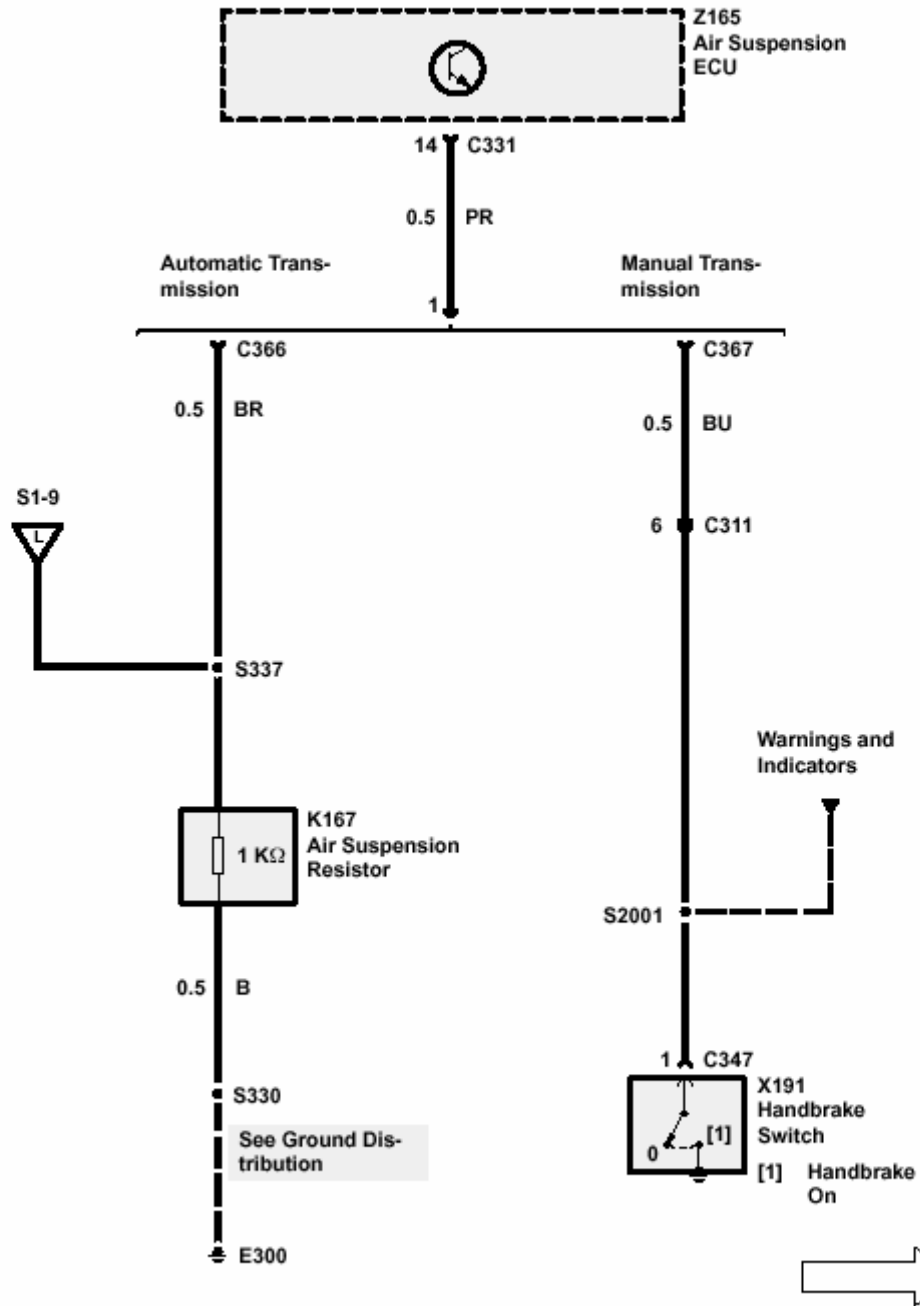 Z165
Air Suspension
ECU
14 C331
0.5 PR
Automatic Trans-
mission
Manual Trans-
mission
1
C366
C367
0.5 BR
0.5 BU
S1-9
L
6 C311
S337
Warnings and
Indicators
K167
Air Suspension
Resistor
1 KΩ
S2001
0.5 B
1 C347
X191
Handbrake
Switch
0 [1]
[1] Handbrake
On
S330
See Ground Dis-
tribution
E300